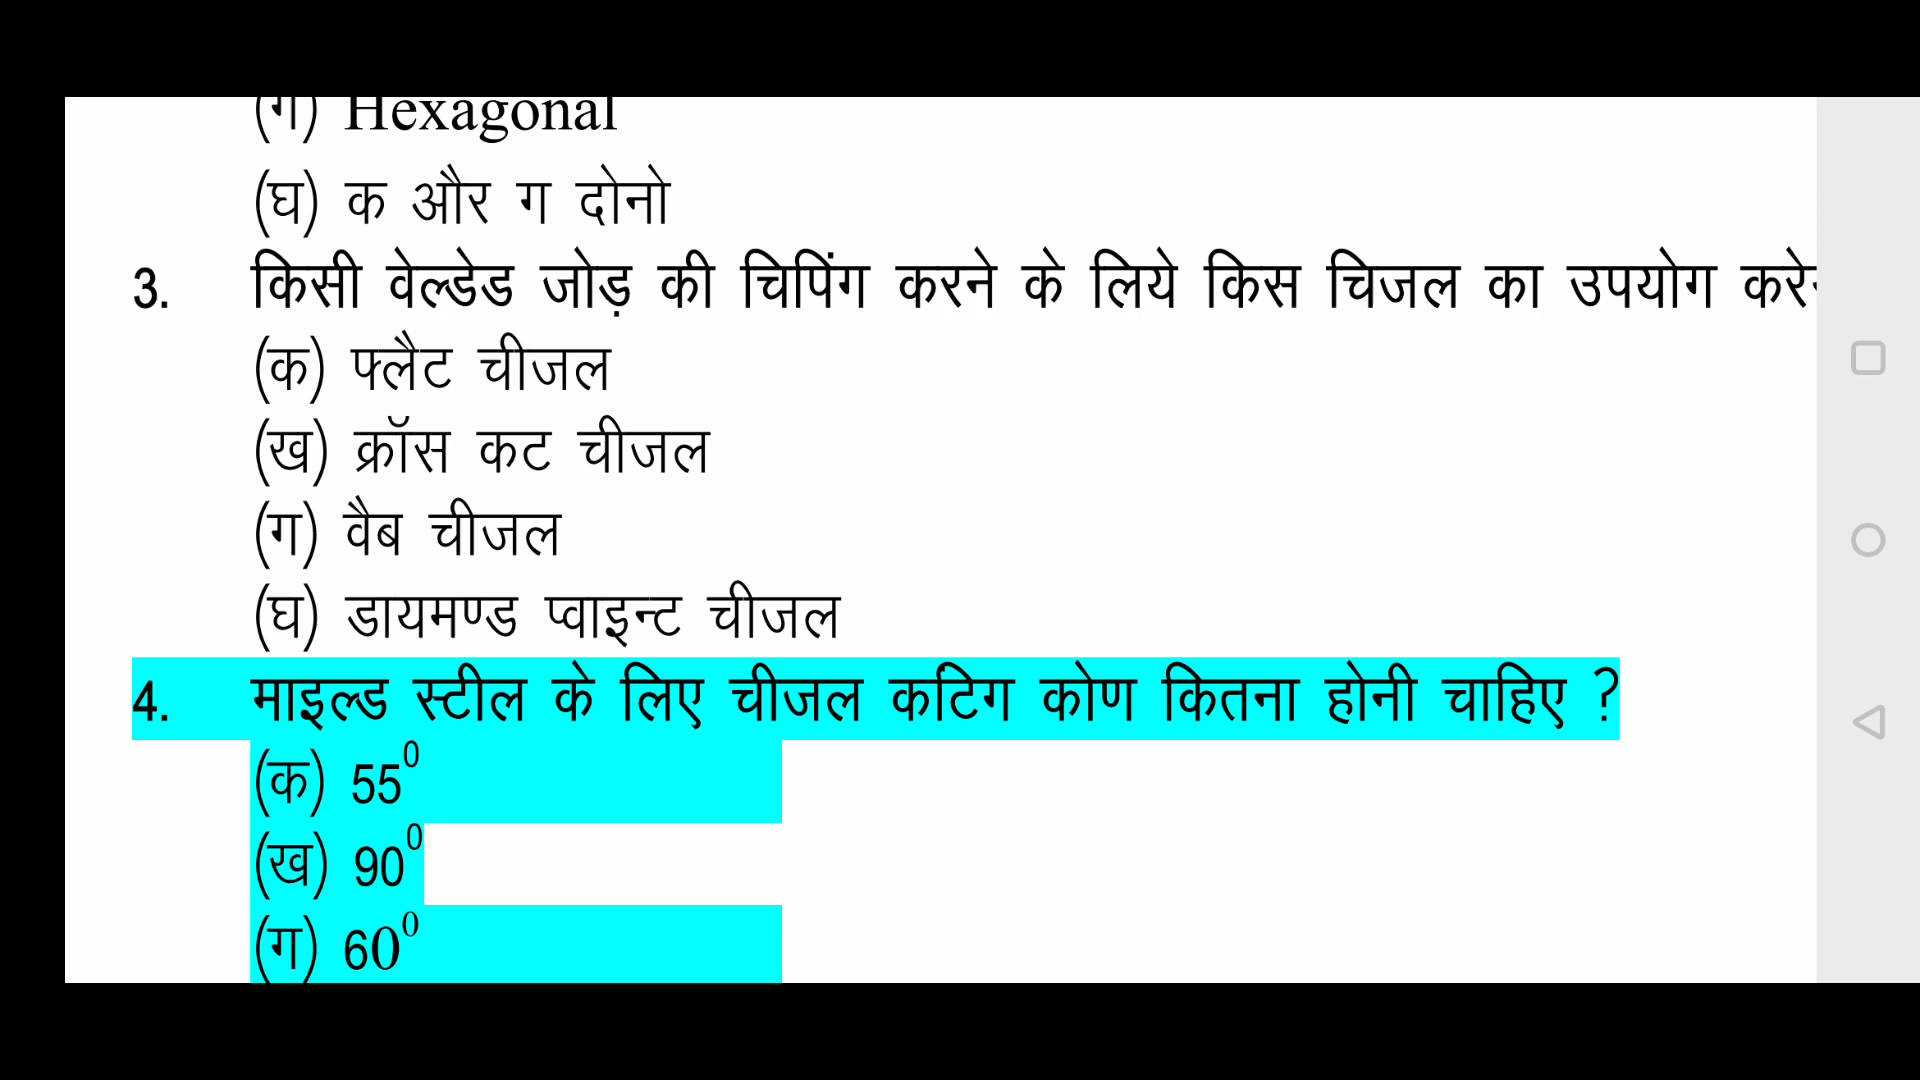 (ग) Hexagonal
(घ) क और ग दोनो
3. किसी वेल्डेड जोड़ की चिपिंग करने के लिये किस चिजल का उपयोग
(क) फ्लैट चीजल
(ख) क्रॉस कट चीजल
(ग) वैब चीजल
(घ) डायमण्ड प्वाइन्ट चीजल
4. माइल्ड स्टील के लिए चीजल कटिग कोण कितना होनी चाहिए ?
(क) 55⁰
(ख) 90⁰
(ग) 60⁰